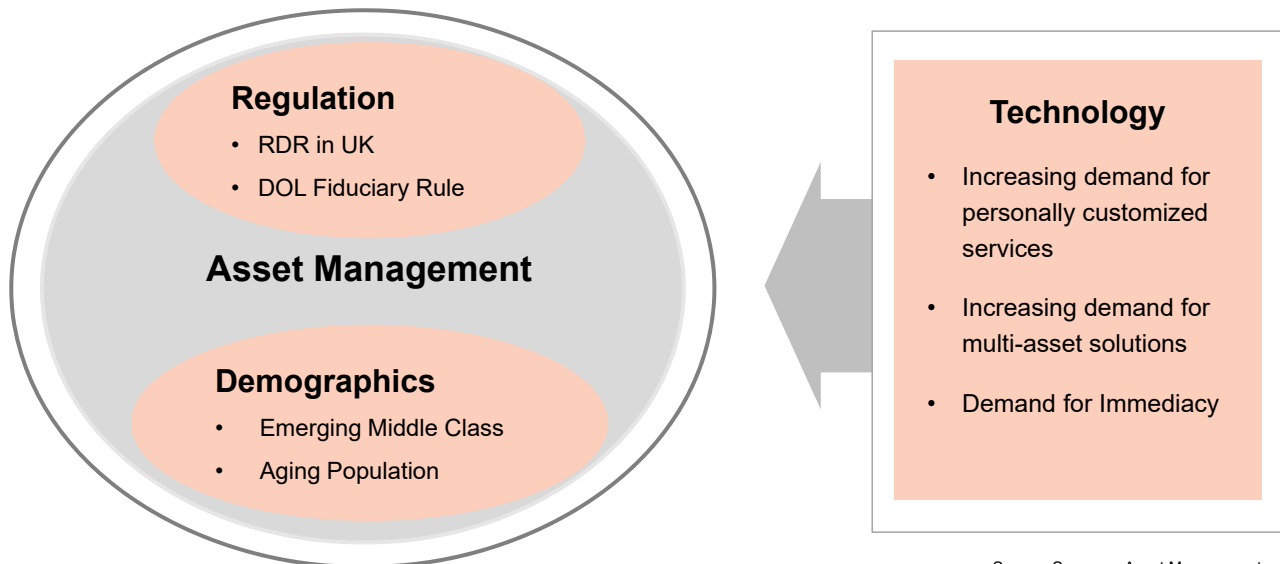 Regulation
• RDR in UK
• DOL Fiduciary Rule
Asset Management
Demographics
• Emerging Middle Class
• Aging Population
Technology
• Increasing demand for
personally customized
services
• Increasing demand for
multi-asset solutions
• Demand for Immediacy